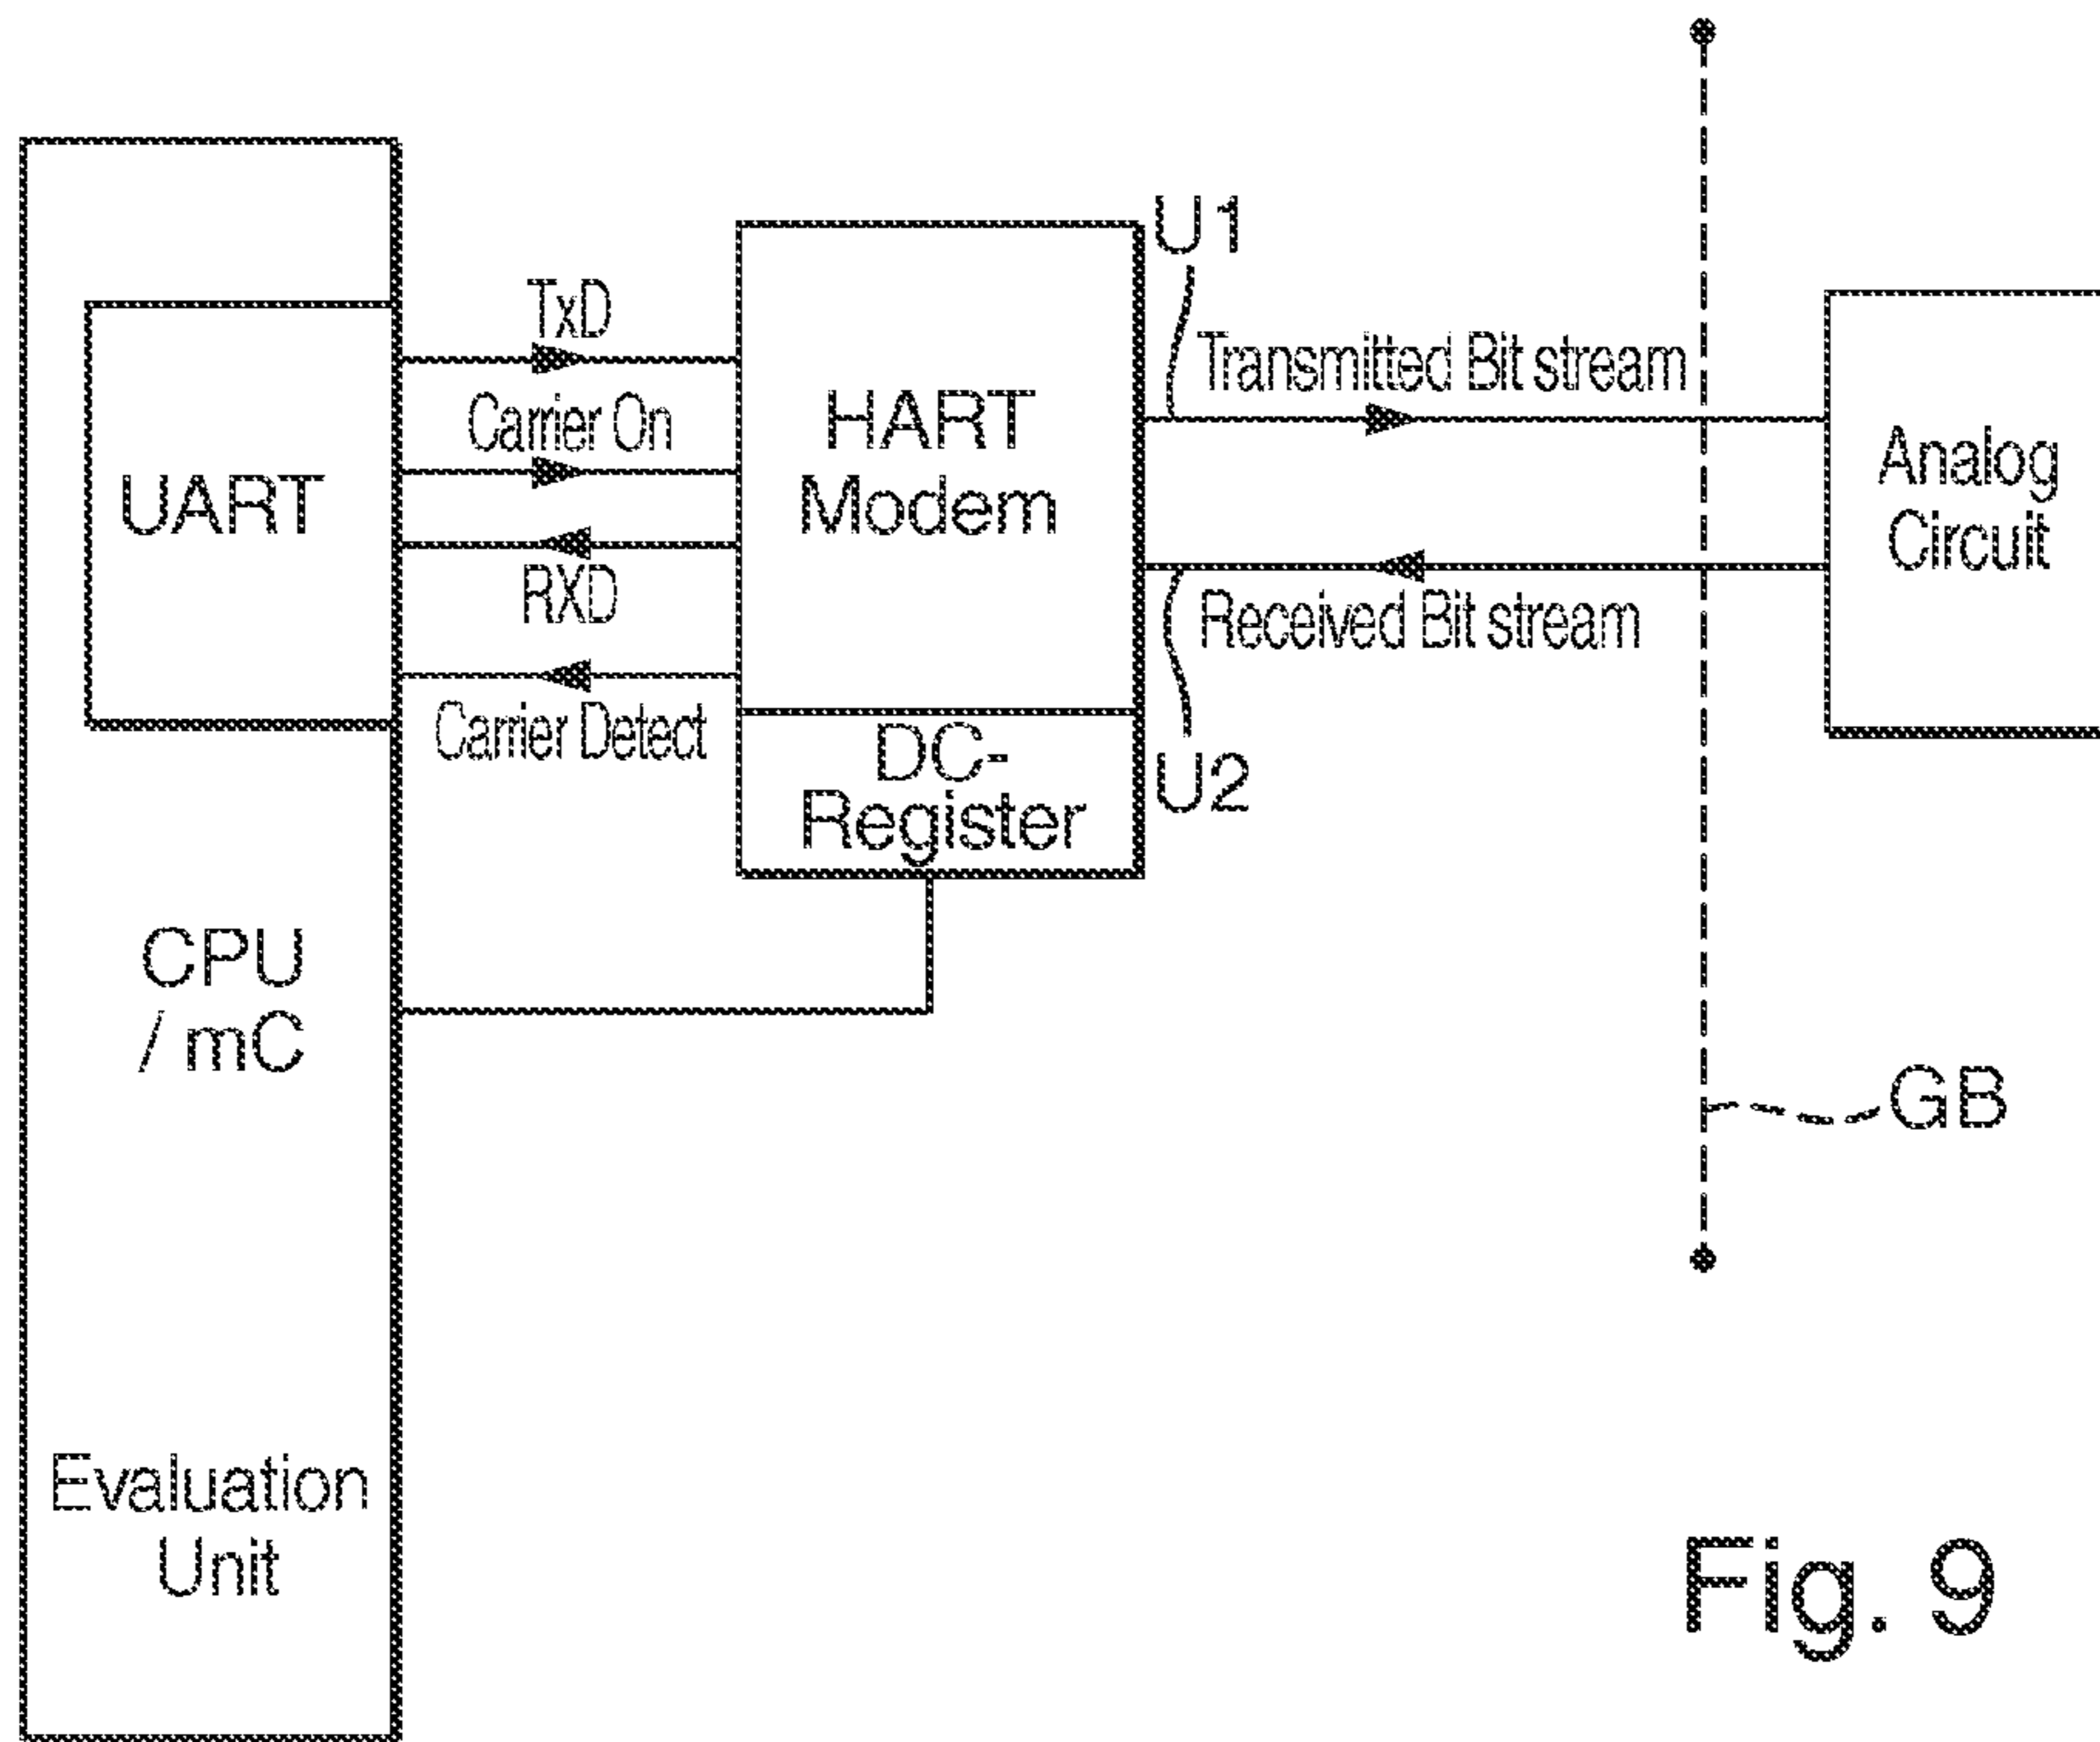 UART
CPU
/ mC
Evaluation
Unit
TxD
Carrier On
RXD
Carrier Detect
HART
Modem
DC-
Register
U1
Transmitted Bit stream
Received Bit stream
U2
Analog
Circuit
GB
Fig. 9